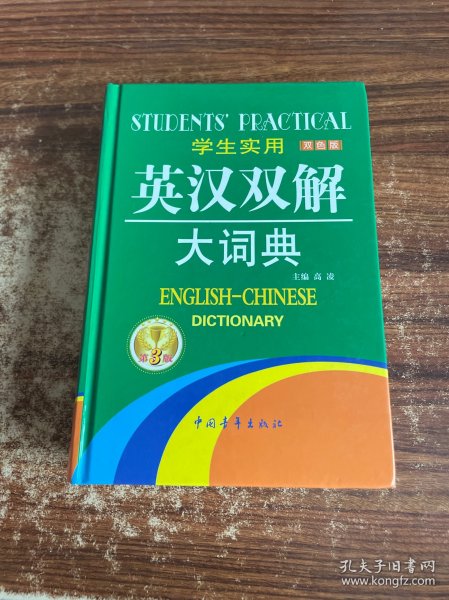 STUDENTS' PRACTICAL
学生实用 双色版
英汉双解
大词典
主编 高凌
ENGLISH-CHINESE
DICTIONARY
第3版
中国青年出版社
孔夫子旧书网
www.kongfz.com